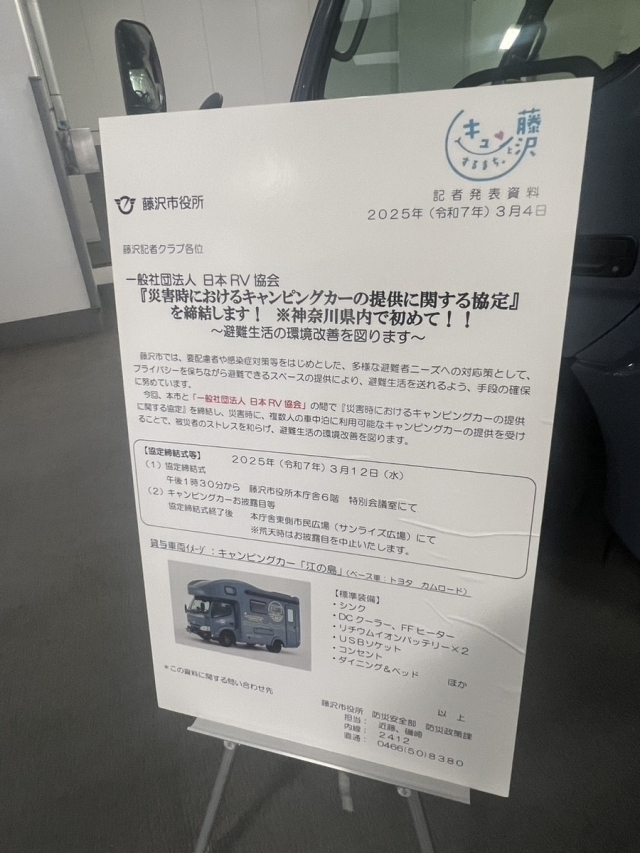 キュンとするまち。藤沢
藤沢市役所
記者発表資料
2025年（令和7年）3月4日
藤沢記者クラブ各位
一般社団法人 日本RV協会
『災害時におけるキャンピングカーの提供に関する協定』
を締結します！ ※神奈川県内で初めて！！
～避難生活の環境改善を図ります～
藤沢市では、要配慮者や感染症対策等をはじめとした、多様な避難者ニーズへの対応策として、
プライバシーを保ちながら避難できるスペースの提供により、避難生活を送れるよう、手段の確保
に努めています。
今回、本市と「一般社団法人 日本RV協会」の間で『災害時におけるキャンピングカーの提供
に関する協定』を締結し、災害時に、複数人の車中泊に利用可能なキャンピングカーの提供を受け
ることで、被災者のストレスを和らげ、避難生活の環境改善を図ります。
【協定締結式等】 2025年（令和7年）3月12日（水）
（1）協定締結式
午後1時30分から 藤沢市役所本庁舎6階 特別会議室にて
（2）キャンピングカーお披露目等
協定締結式終了後 本庁舎東側市民広場（サンライズ広場）にて
※荒天時はお披露目を中止いたします。
貸与車両イメージ：キャンピングカー「江の島」（ベース車：トヨタ カムロード）
【標準装備】
・シンク
・DCクーラー、FFヒーター
・リチウムイオンバッテリー×2
・USBソケット
・コンセント
・ダイニング＆ベッド
ほか
＊この資料に関する問い合わせ先
以上
藤沢市役所 防災安全部 防災政策課
担当： 近藤、磯崎
内線： 2412
直通： 0466(50)8380